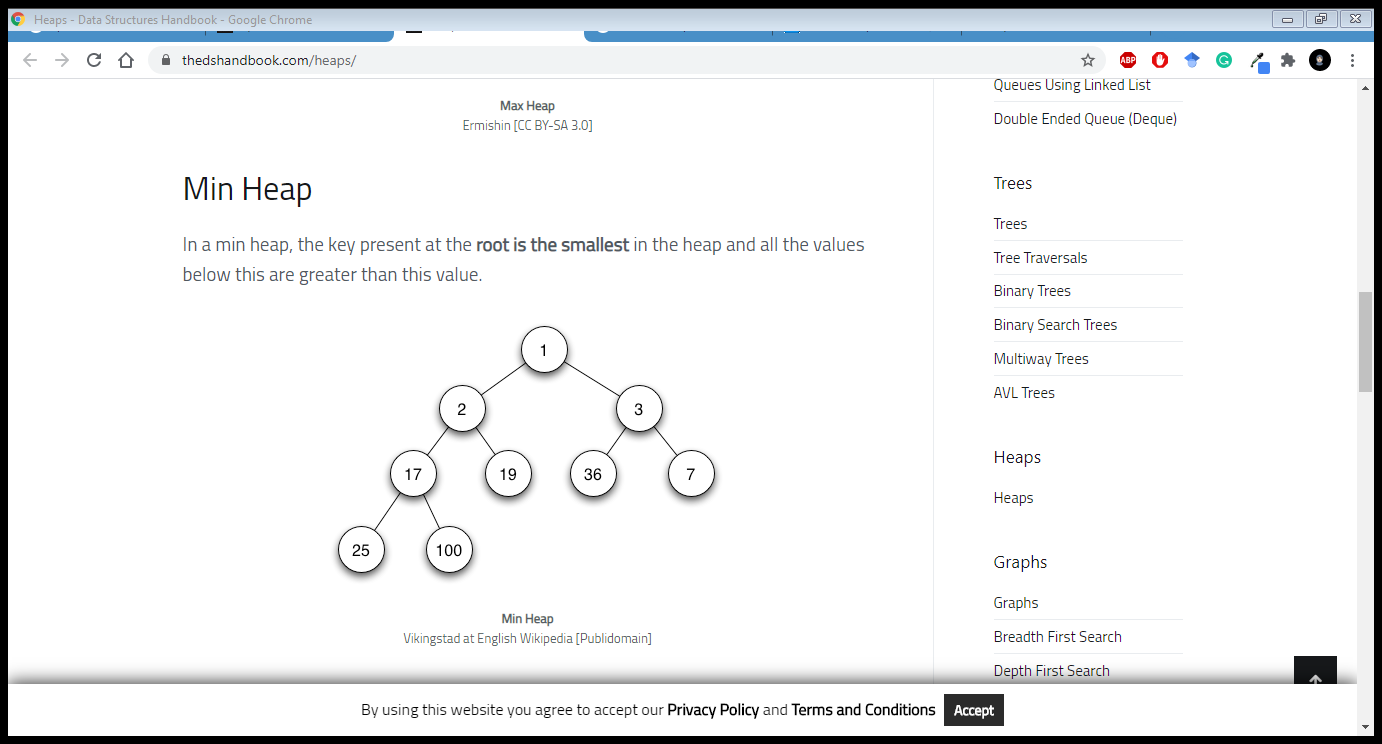 Heaps - Data Structures Handbook - Google Chrome
thedshandbook.com/heaps/
ABP
Max Heap
Ermishin [CC BY-SA 3.0]
Min Heap
In a min heap, the key present at the root is the smallest in the heap and all the values
below this are greater than this value.
1
2 3
17 19 36 7
25 100
Min Heap
Vikingstad at English Wikipedia [Publidomain]
Queues Using Linked List
Double Ended Queue (Deque)
Trees
Trees
Tree Traversals
Binary Trees
Binary Search Trees
Multiway Trees
AVL Trees
Heaps
Heaps
Graphs
Graphs
Breadth First Search
Depth First Search
By using this website you agree to accept our Privacy Policy and Terms and Conditions Accept